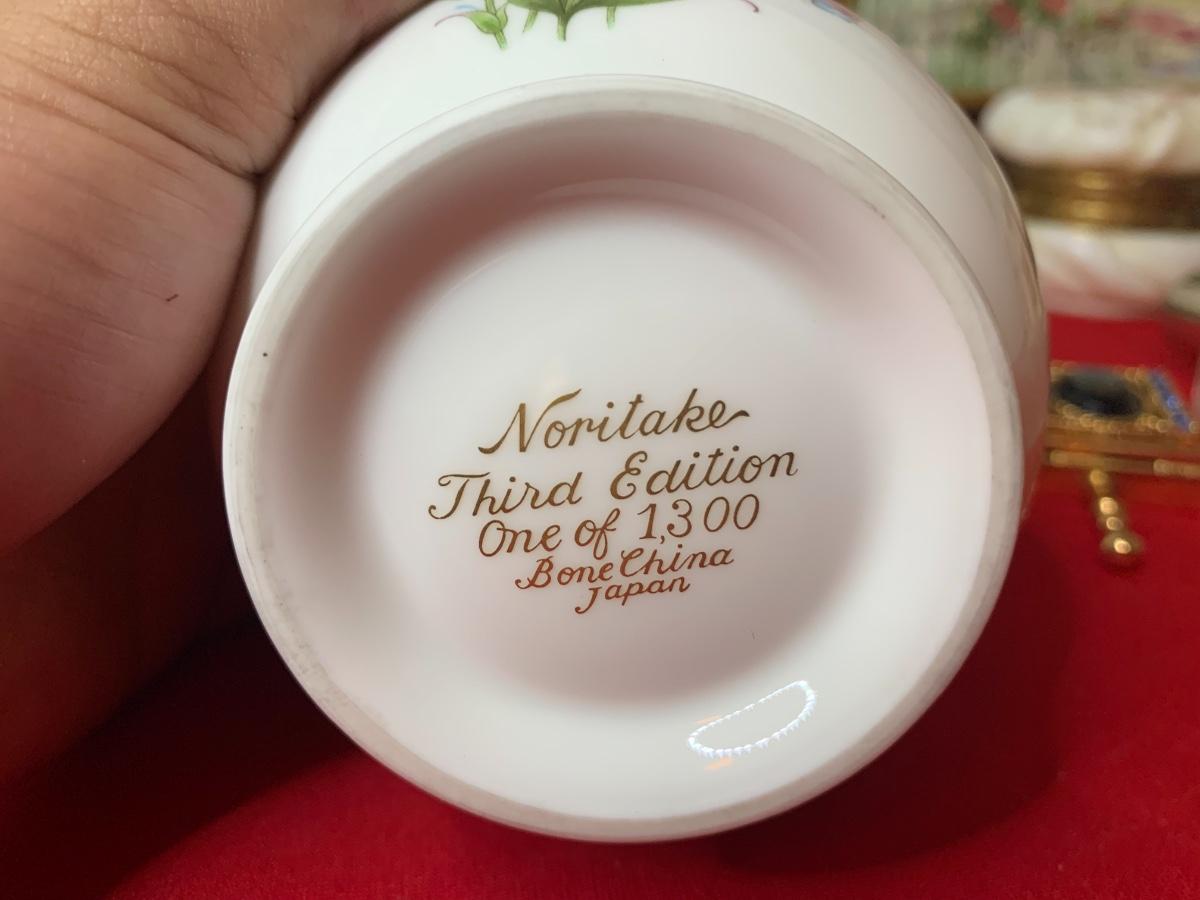 Noritake
Third Edition
One of 1,300
Bone China
Japan